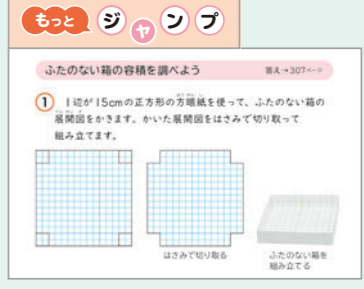 もっと ジャンプ
ふたのない箱の容積を調べよう 答え→307ページ
1 1辺が15cmの正方形の方眼紙を使って、ふたのない箱の
ほうがんし
展開図をかきます。かいた展開図をはさみで切り取って
組み立てます。
はさみで切り取る
ふたのない箱を
組み立てる